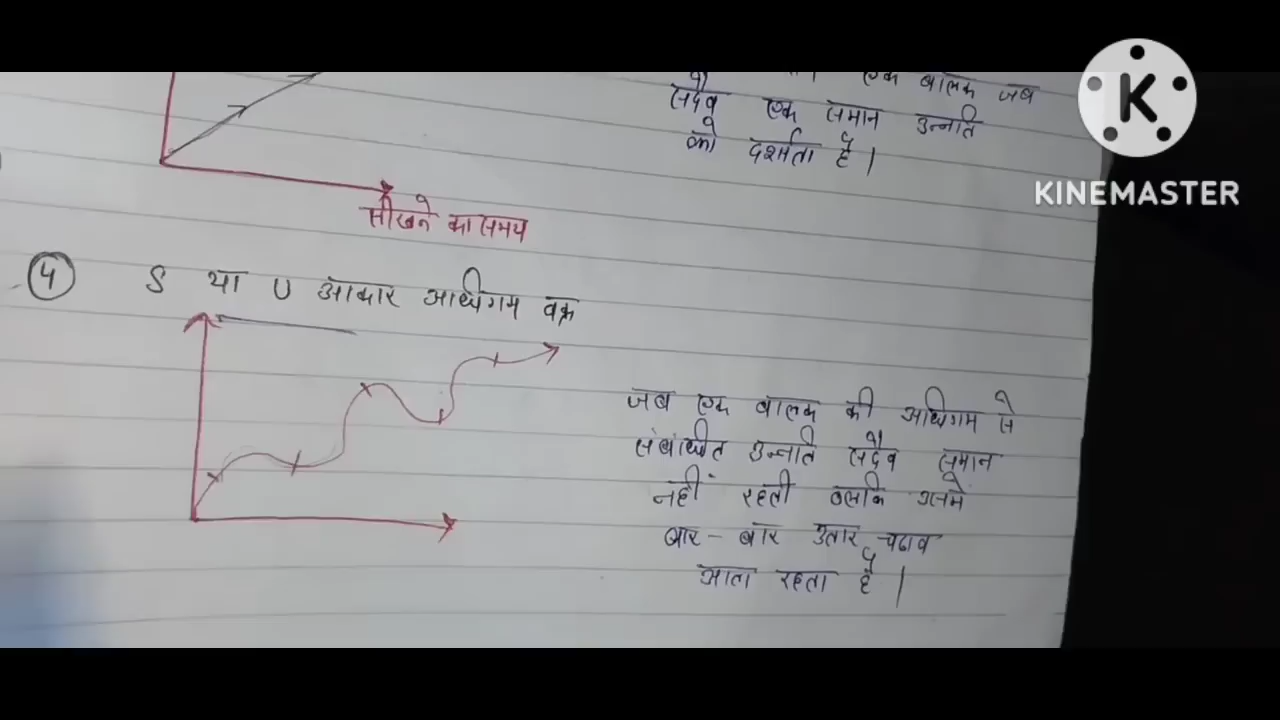 एक बालक जब
सदैव एक समान उन्नति
को दर्शाता है।
सीखने का समय
4 S या U आकार अधिगम वक्र
जब एक बालक की अधिगम से
संबंधीत उन्नति सदैव समान
नहीं रहती बलकि उसमे
बार - बार उतार चढाव
आता रहता है।
K
KINEMASTER